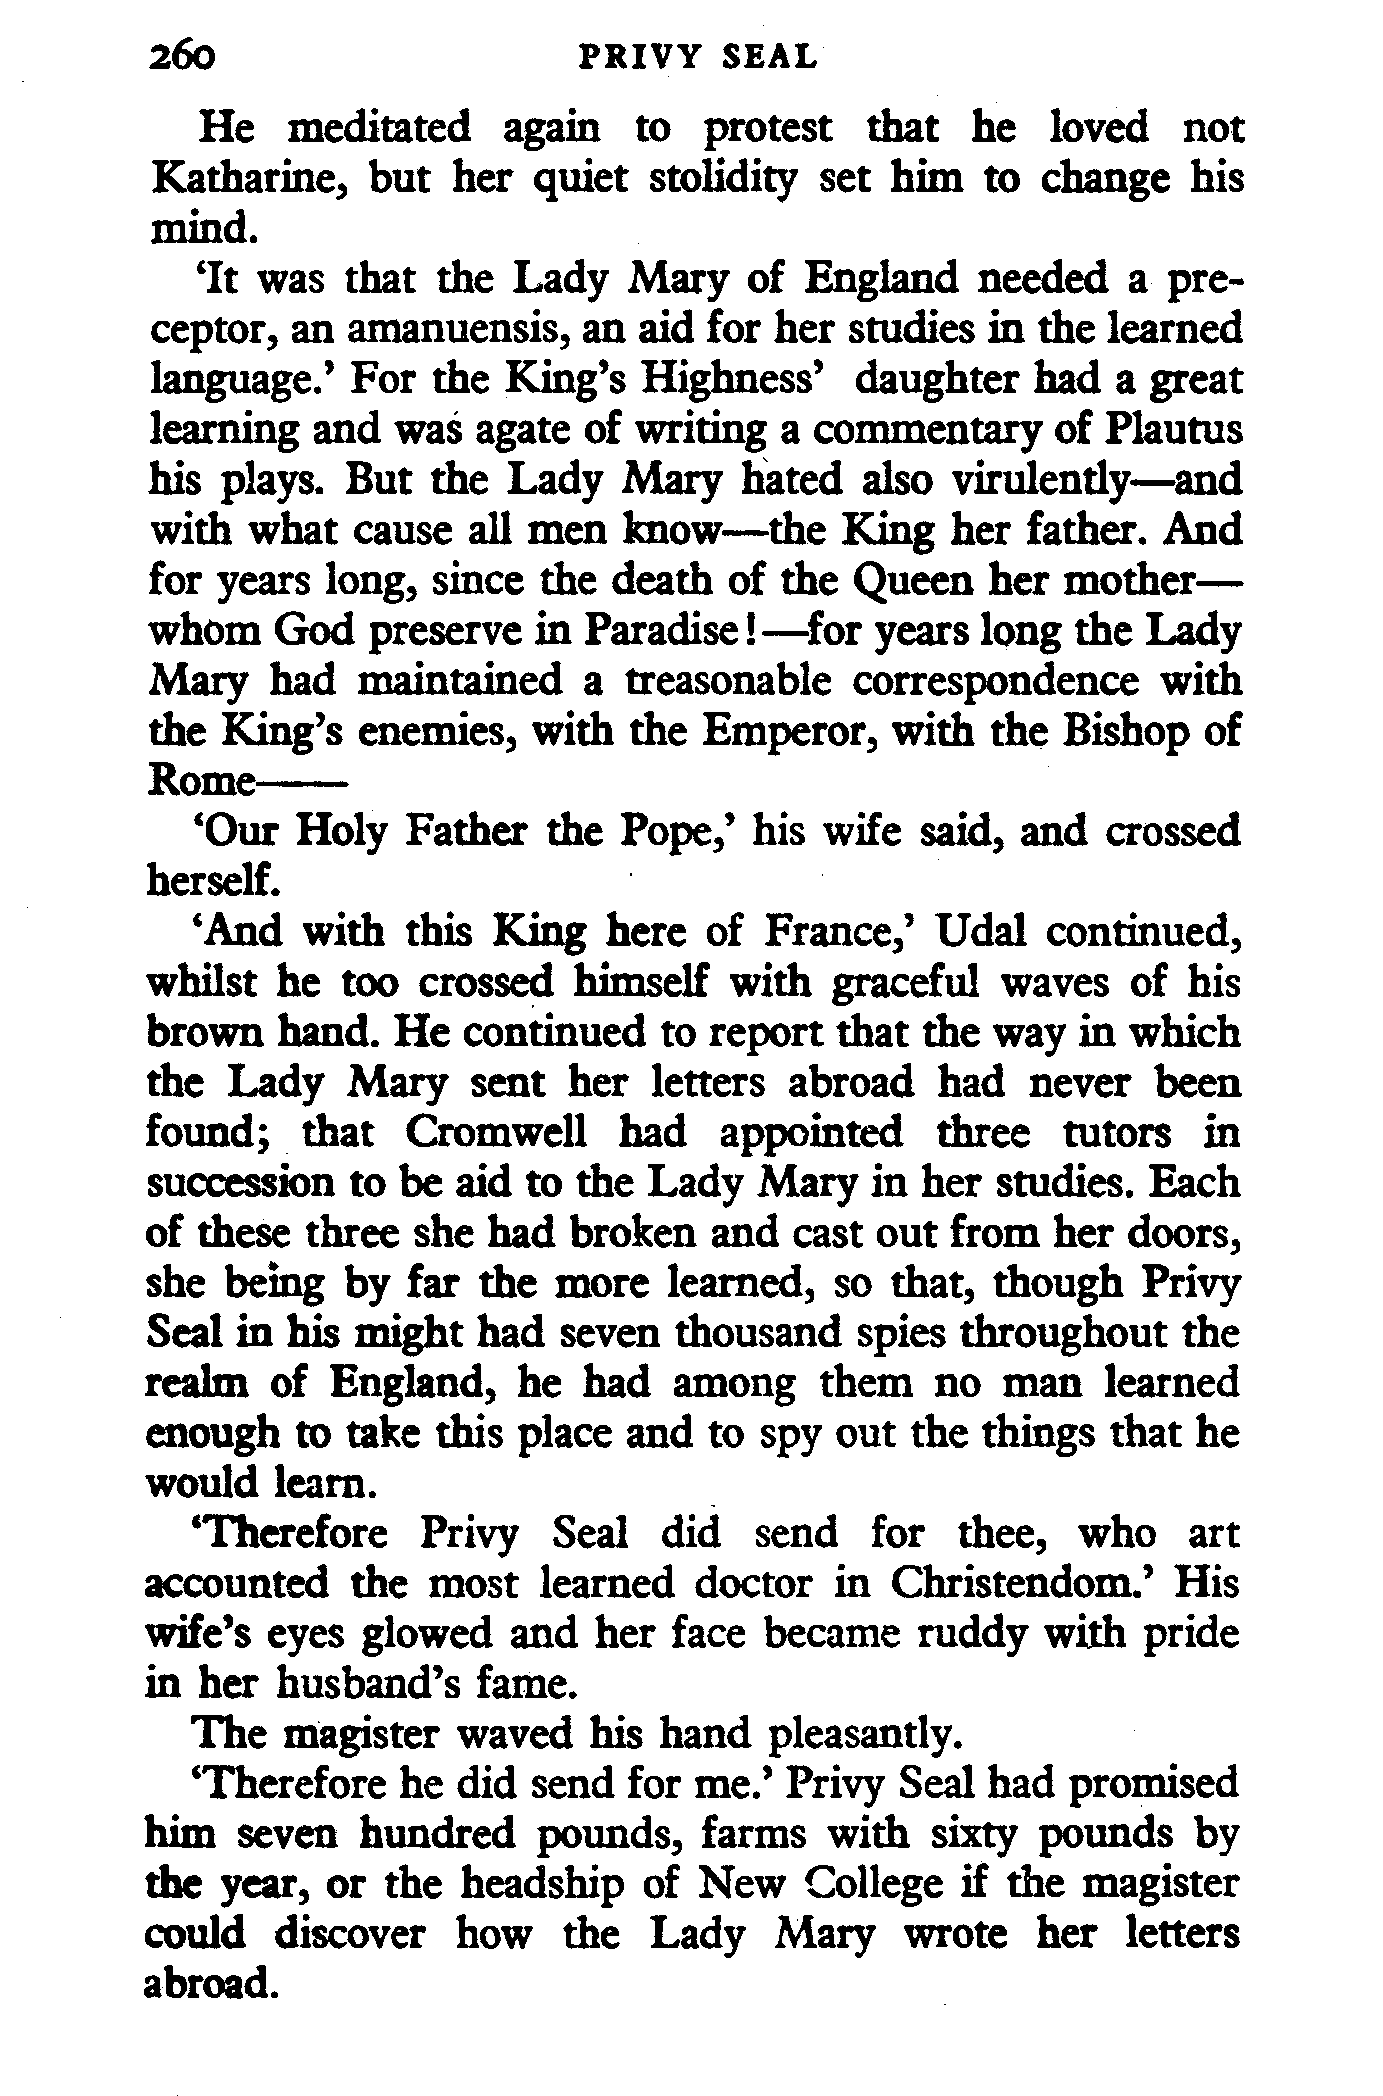 260 PRIVY SEAL
He meditated again to protest that he loved not
Katharine, but her quiet stolidity set him to change his
mind.
‘It was that the Lady Mary of England needed a pre-
ceptor, an amanuensis, an aid for her studies in the learned
language.’ For the King’s Highness’ daughter had a great
learning and was agate of writing a commentary of Plautus
his plays. But the Lady Mary hated also virulently—and
with what cause all men know—the King her father. And
for years long, since the death of the Queen her mother—
whom God preserve in Paradise!—for years long the Lady
Mary had maintained a treasonable correspondence with
the King’s enemies, with the Emperor, with the Bishop of
Rome——
‘Our Holy Father the Pope,’ his wife said, and crossed
herself.
‘And with this King here of France,’ Udal continued,
whilst he too crossed himself with graceful waves of his
brown hand. He continued to report that the way in which
the Lady Mary sent her letters abroad had never been
found; that Cromwell had appointed three tutors in
succession to be aid to the Lady Mary in her studies. Each
of these three she had broken and cast out from her doors,
she being by far the more learned, so that, though Privy
Seal in his might had seven thousand spies throughout the
realm of England, he had among them no man learned
enough to take this place and to spy out the things that he
would learn.
‘Therefore Privy Seal did send for thee, who art
accounted the most learned doctor in Christendom.’ His
wife’s eyes glowed and her face became ruddy with pride
in her husband’s fame.
The magister waved his hand pleasantly.
‘Therefore he did send for me.’ Privy Seal had promised
him seven hundred pounds, farms with sixty pounds by
the year, or the headship of New College if the magister
could discover how the Lady Mary wrote her letters
abroad.